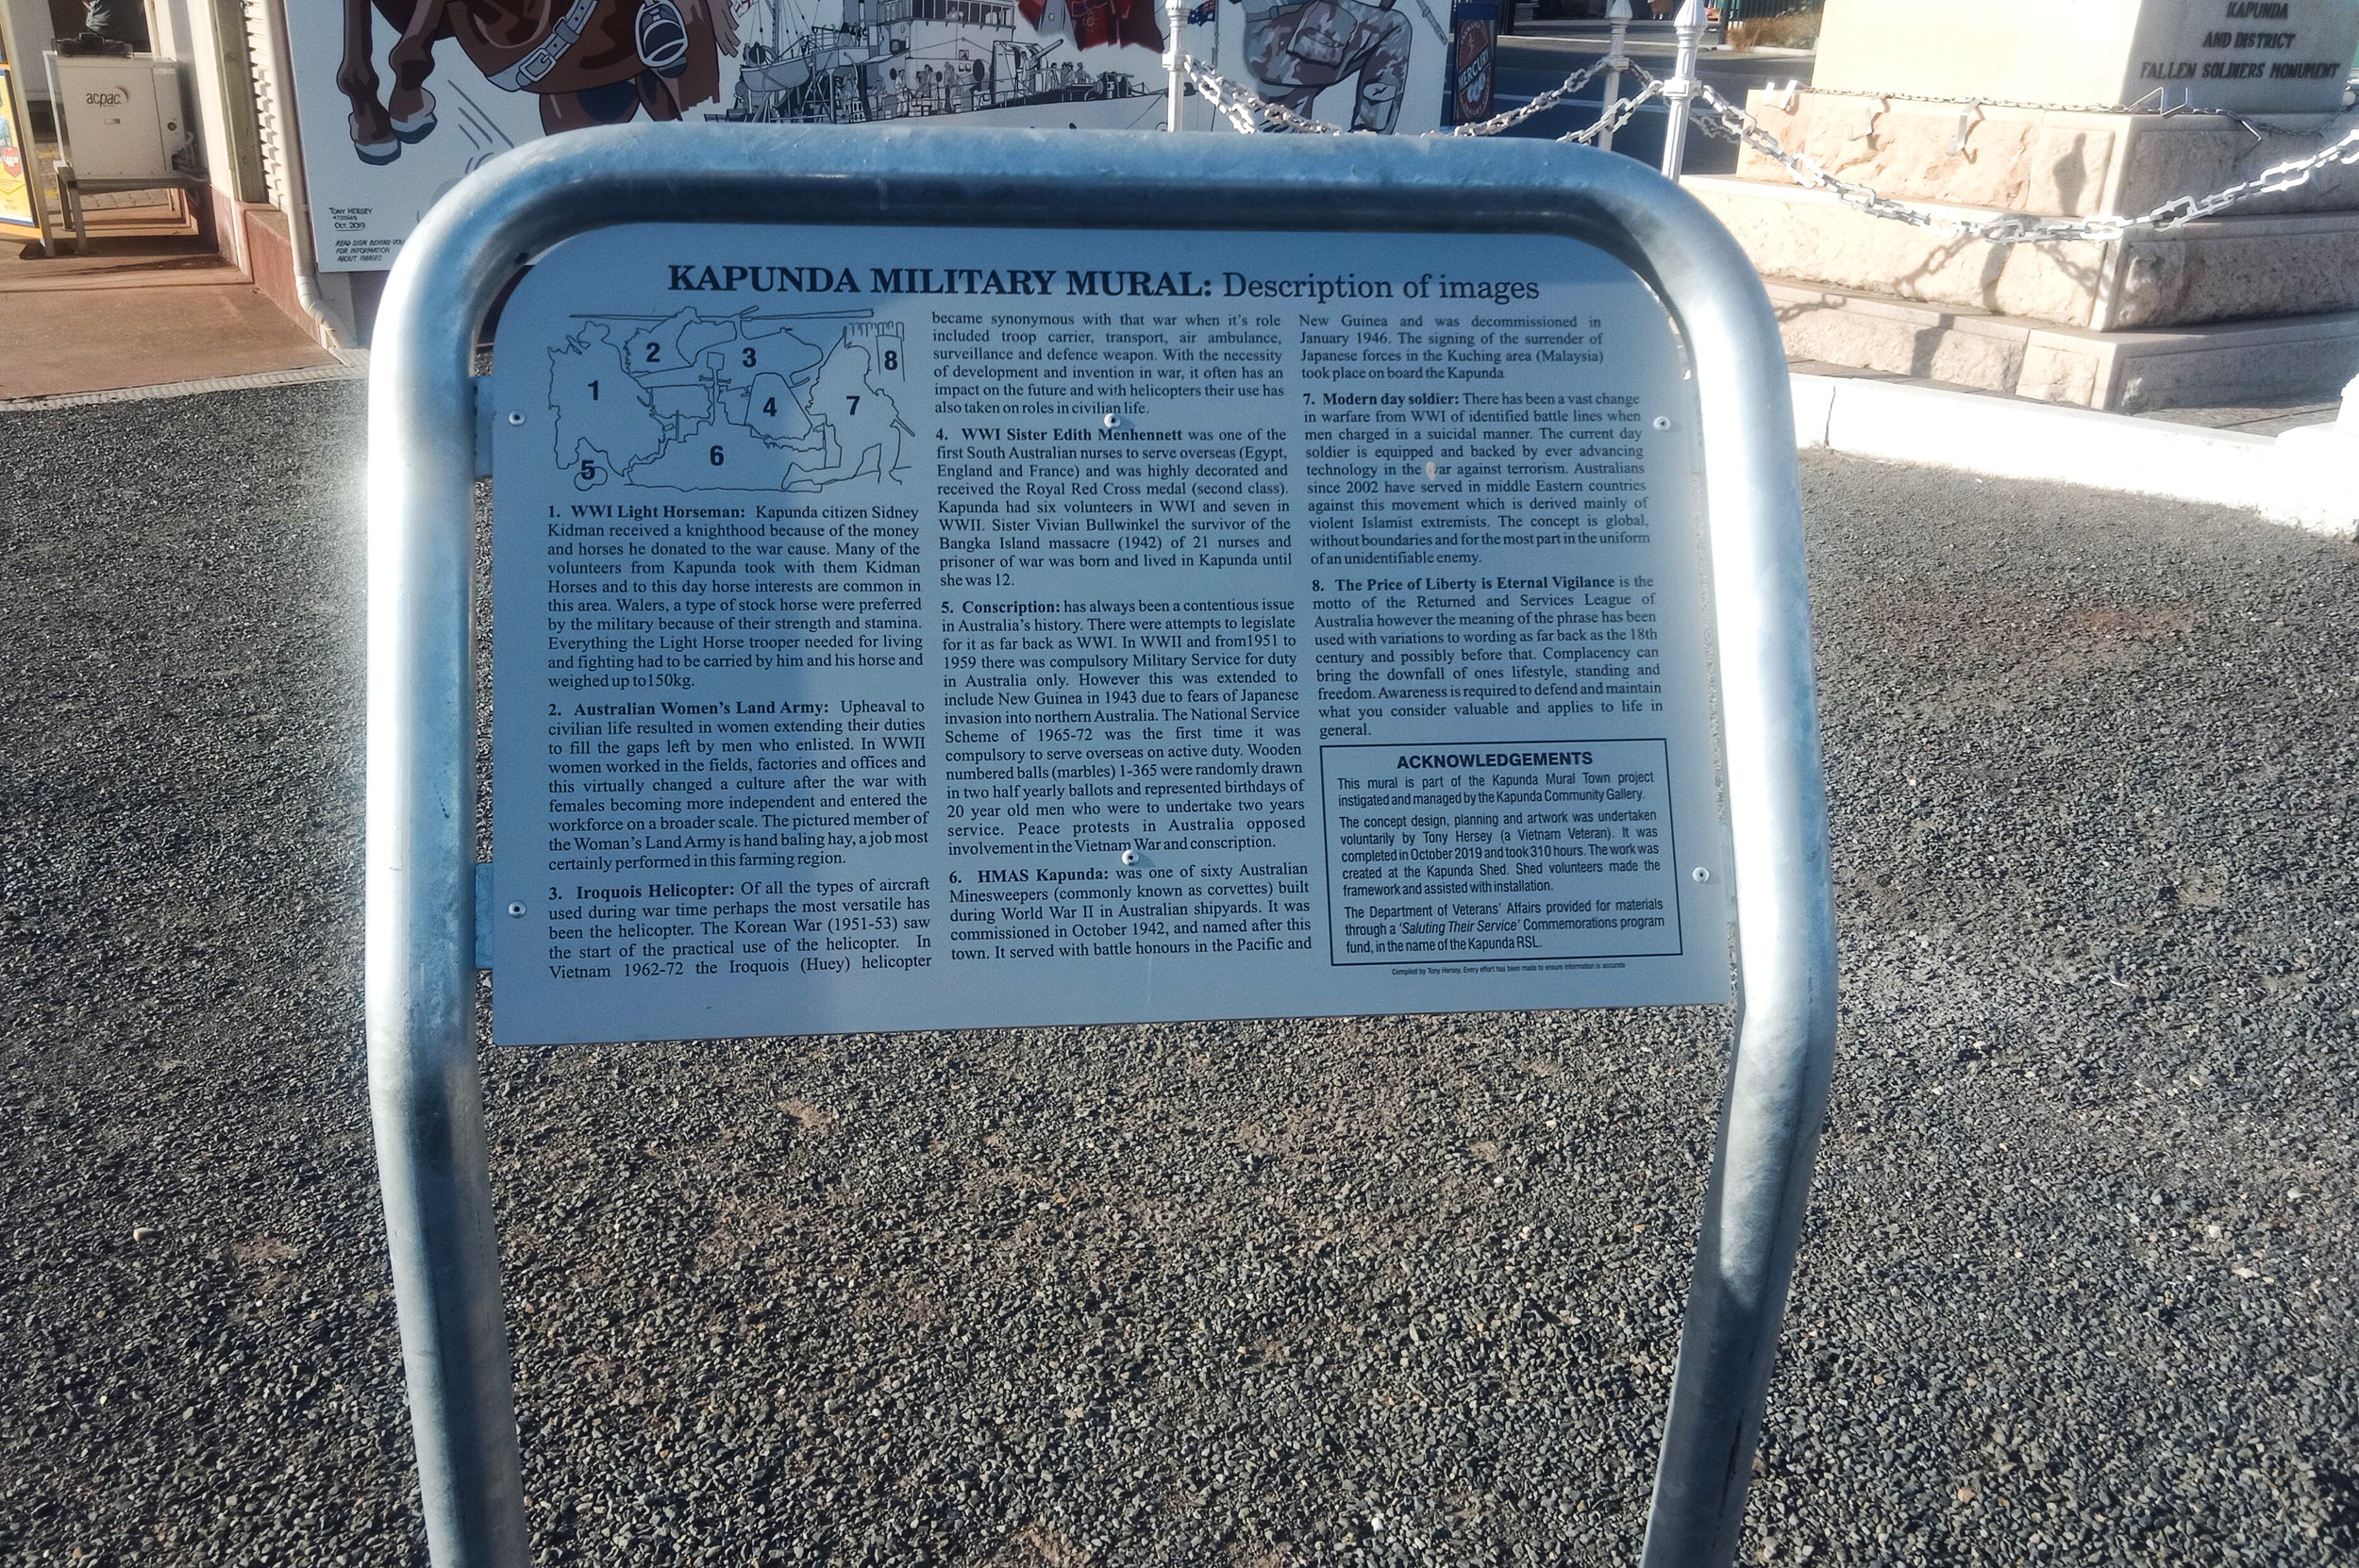 acpac.
MERCURY
KAPUNDA
AND DISTRICT
FALLEN SOLDIERS MONUMENT
TONY HERSEY
Oct. 2019
READ SIGN BEHIND YOU
FOR INFORMATION
ABOUT IMAGES
KAPUNDA MILITARY MURAL: Description of images
1
2
3
4
5
6
7
8
1. WWI Light Horseman: Kapunda citizen Sidney
Kidman received a knighthood because of the money
and horses he donated to the war cause. Many of the
volunteers from Kapunda took with them Kidman
Horses and to this day horse interests are common in
this area. Walers, a type of stock horse were preferred
by the military because of their strength and stamina.
Everything the Light Horse trooper needed for living
and fighting had to be carried by him and his horse and
weighed up to150kg.
2. Australian Women's Land Army: Upheaval to
civilian life resulted in women extending their duties
to fill the gaps left by men who enlisted. In WWII
women worked in the fields, factories and offices and
this virtually changed a culture after the war with
females becoming more independent and entered the
workforce on a broader scale. The pictured member of
the Woman's Land Army is hand baling hay, a job most
certainly performed in this farming region.
3. Iroquois Helicopter: Of all the types of aircraft
used during war time perhaps the most versatile has
been the helicopter. The Korean War (1951-53) saw
the start of the practical use of the helicopter. In
Vietnam 1962-72 the Iroquois (Huey) helicopter
became synonymous with that war when it's role
included troop carrier, transport, air ambulance,
surveillance and defence weapon. With the necessity
of development and invention in war, it often has an
impact on the future and with helicopters their use has
also taken on roles in civilian life.
4. WWI Sister Edith Menhennett was one of the
first South Australian nurses to serve overseas (Egypt,
England and France) and was highly decorated and
received the Royal Red Cross medal (second class).
Kapunda had six volunteers in WWI and seven in
WWII. Sister Vivian Bullwinkel the survivor of the
Bangka Island massacre (1942) of 21 nurses and
prisoner of war was born and lived in Kapunda until
she was 12.
5. Conscription: has always been a contentious issue
in Australia's history. There were attempts to legislate
for it as far back as WWI. In WWII and from1951 to
1959 there was compulsory Military Service for duty
in Australia only. However this was extended to
include New Guinea in 1943 due to fears of Japanese
invasion into northern Australia. The National Service
Scheme of 1965-72 was the first time it was
compulsory to serve overseas on active duty. Wooden
numbered balls (marbles) 1-365 were randomly drawn
in two half yearly ballots and represented birthdays of
20 year old men who were to undertake two years
service. Peace protests in Australia opposed
involvement in the Vietnam War and conscription.
6. HMAS Kapunda: was one of sixty Australian
Minesweepers (commonly known as corvettes) built
during World War II in Australian shipyards. It was
commissioned in October 1942, and named after this
town. It served with battle honours in the Pacific and
New Guinea and was decommissioned in
January 1946. The signing of the surrender of
Japanese forces in the Kuching area (Malaysia)
took place on board the Kapunda
7. Modern day soldier: There has been a vast change
in warfare from WWI of identified battle lines when
men charged in a suicidal manner. The current day
soldier is equipped and backed by ever advancing
technology in the war against terrorism. Australians
since 2002 have served in middle Eastern countries
against this movement which is derived mainly of
violent Islamist extremists. The concept is global,
without boundaries and for the most part in the uniform
of an unidentifiable enemy.
8. The Price of Liberty is Eternal Vigilance is the
motto of the Returned and Services League of
Australia however the meaning of the phrase has been
used with variations to wording as far back as the 18th
century and possibly before that. Complacency can
bring the downfall of ones lifestyle, standing and
freedom. Awareness is required to defend and maintain
what you consider valuable and applies to life in
general.
ACKNOWLEDGEMENTS
This mural is part of the Kapunda Mural Town project
instigated and managed by the Kapunda Community Gallery.
The concept design, planning and artwork was undertaken
voluntarily by Tony Hersey (a Vietnam Veteran). It was
completed in October 2019 and took 310 hours. The work was
created at the Kapunda Shed. Shed volunteers made the
framework and assisted with installation.
The Department of Veterans' Affairs provided for materials
through a 'Saluting Their Service' Commemorations program
fund, in the name of the Kapunda RSL.
Compiled by Tony Hersey. Every effort has been made to ensure information is accurate